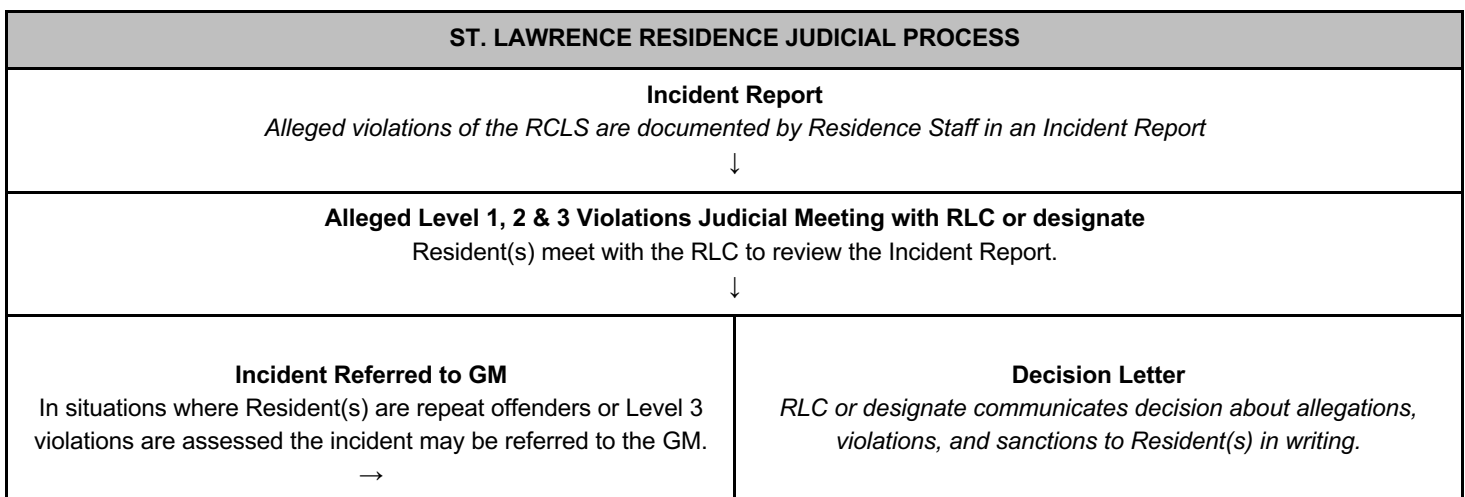 ST. LAWRENCE RESIDENCE JUDICIAL PROCESS
Incident Report
Alleged violations of the RCLS are documented by Residence Staff in an Incident Report
↓
Alleged Level 1, 2 & 3 Violations Judicial Meeting with RLC or designate
Resident(s) meet with the RLC to review the Incident Report.
↓
Incident Referred to GM
In situations where Resident(s) are repeat offenders or Level 3
violations are assessed the incident may be referred to the GM.
→
Decision Letter
RLC or designate communicates decision about allegations,
violations, and sanctions to Resident(s) in writing.